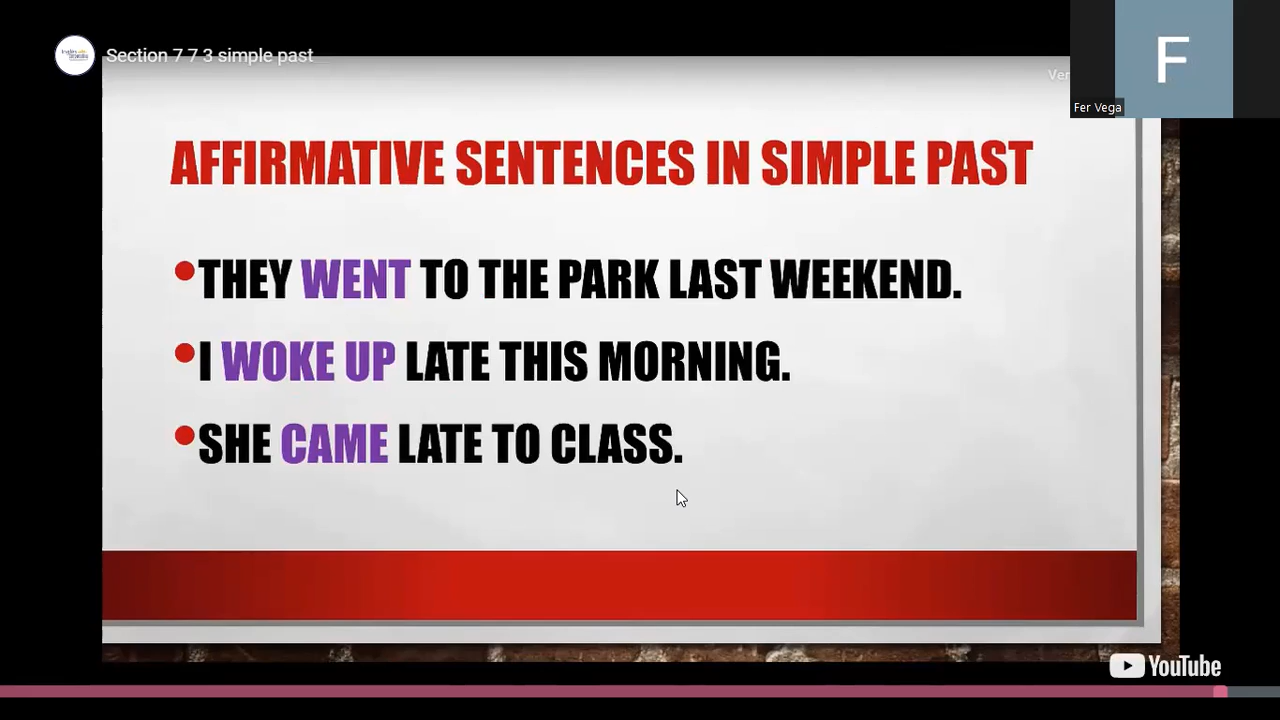 Section 7 7 3 simple past
Ver
F
Fer Vega
AFFIRMATIVE SENTENCES IN SIMPLE PAST
•THEY WENT TO THE PARK LAST WEEKEND.
•I WOKE UP LATE THIS MORNING.
•SHE CAME LATE TO CLASS.
YouTube